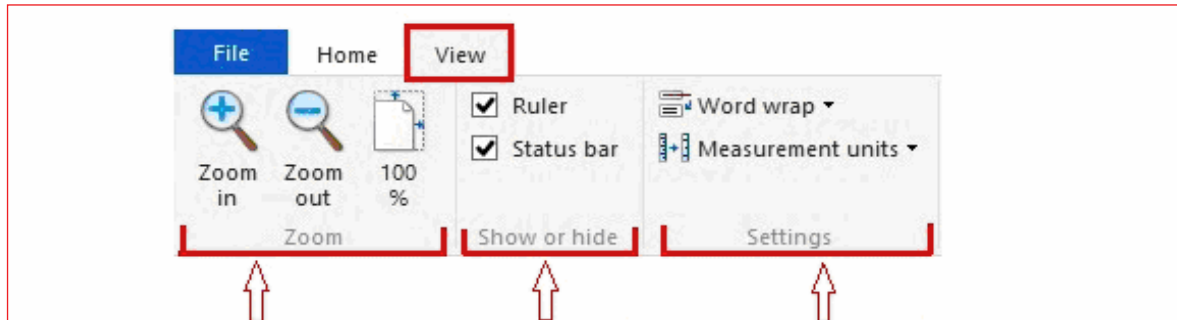 File Home View
Ruler Word wrap
Status bar Measurement units
Zoom in Zoom out 100 %
Zoom Show or hide Settings